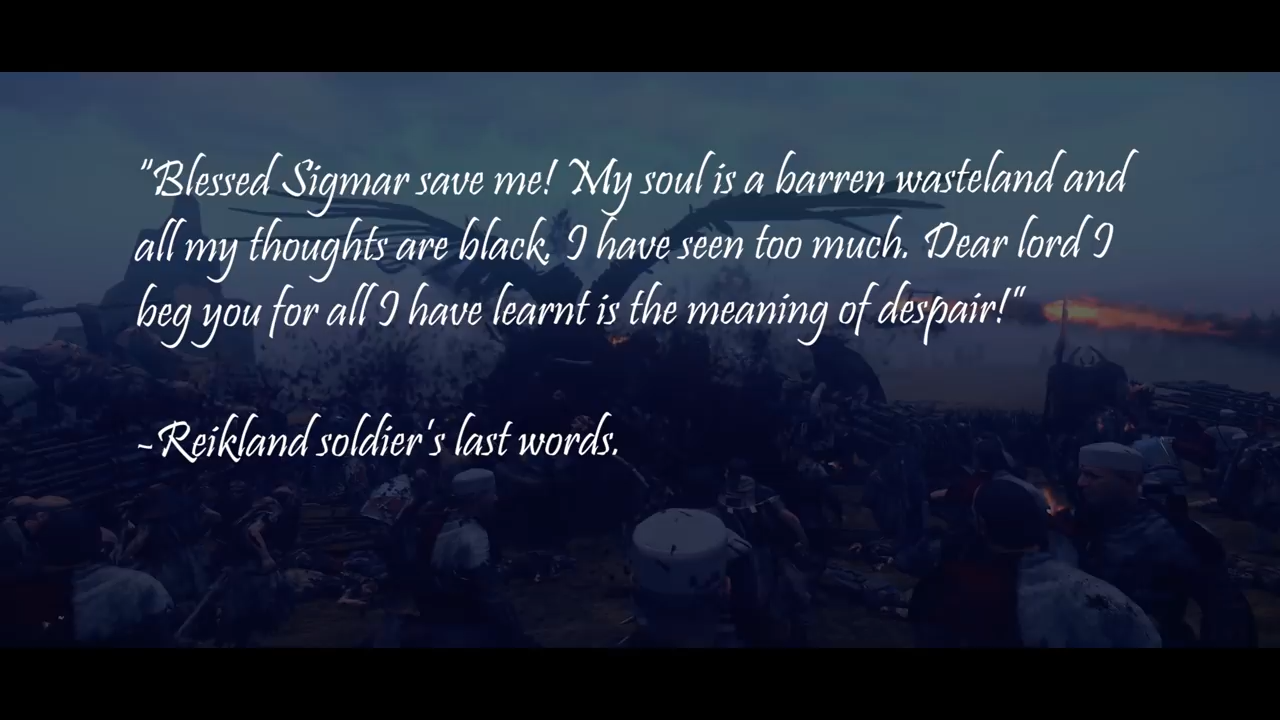 "Blessed Sigmar save me! My soul is a barren wasteland and
all my thoughts are black. I have seen too much. Dear lord I
beg you for all I have learnt is the meaning of despair!“
~Reikland soldier's last words.